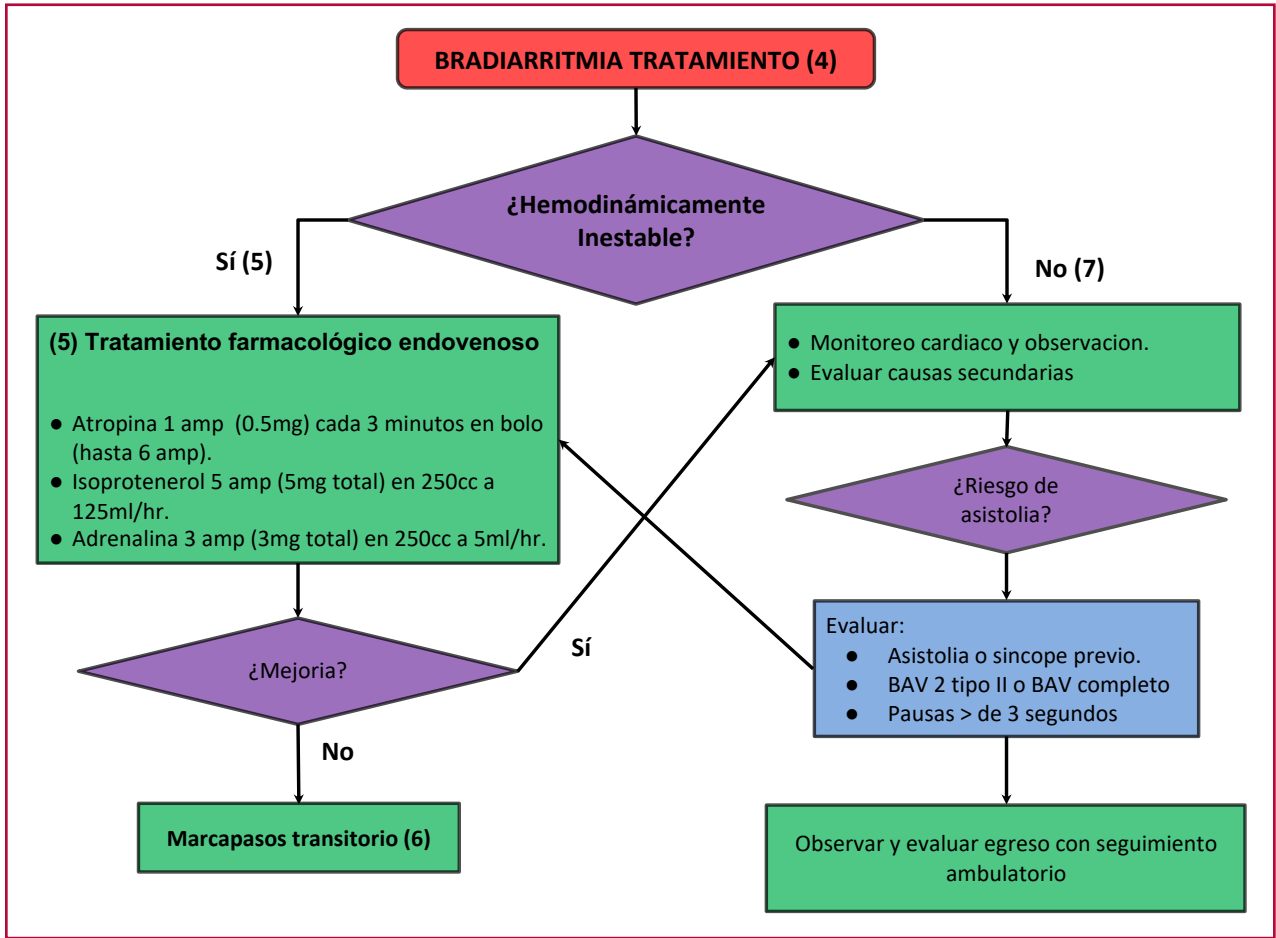 BRADIARRITMIA TRATAMIENTO (4)
¿Hemodinámicamente
Inestable?
Sí (5)
No (7)
(5) Tratamiento farmacológico endovenoso
● Atropina 1 amp (0.5mg) cada 3 minutos en bolo
(hasta 6 amp).
● Isoprotenerol 5 amp (5mg total) en 250cc a
125ml/hr.
● Adrenalina 3 amp (3mg total) en 250cc a 5ml/hr.
● Monitoreo cardiaco y observacion.
● Evaluar causas secundarias
¿Riesgo de
asistolia?
¿Mejoria?
Sí
No
Evaluar:
● Asistolia o sincope previo.
● BAV 2 tipo II o BAV completo
● Pausas > de 3 segundos
Marcapasos transitorio (6)
Observar y evaluar egreso con seguimiento
ambulatorio